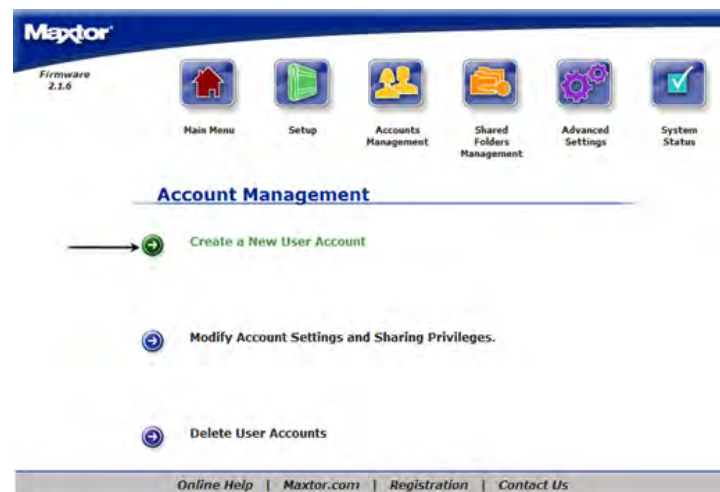 Maxtor
Firmware
2.1.6
Main Menu
Setup
Accounts
Management
Shared
Folders
Management
Advanced
Settings
System
Status
Account Management
Create a New User Account
Modify Account Settings and Sharing Privileges.
Delete User Accounts
Online Help | Maxtor.com | Registration | Contact Us